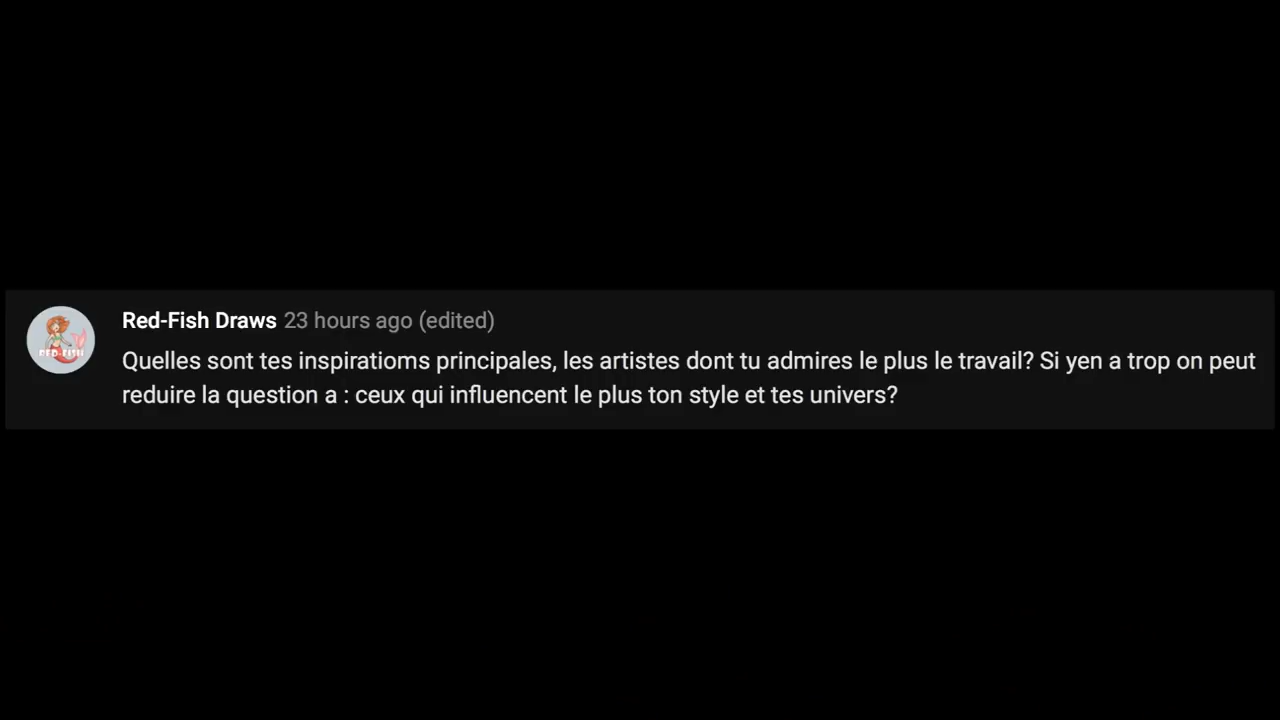 Red-Fish Draws 23 hours ago (edited)
Quelles sont tes inspiratioms principales, les artistes dont tu admires le plus le travail? Si yen a trop on peut
reduire la question a : ceux qui influencent le plus ton style et tes univers?
RED-FISH